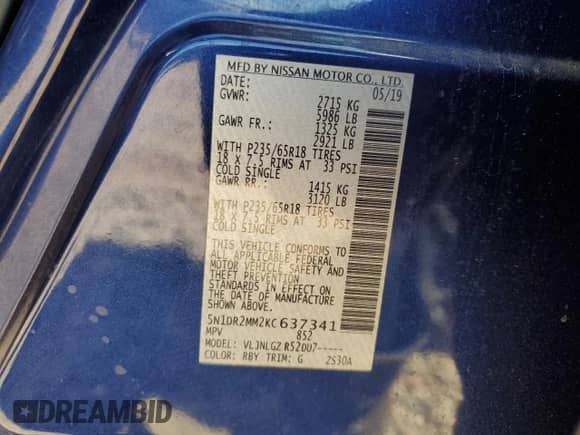 MFD BY NISSAN MOTOR CO., LTD.
DATE: 05/19
GVWR: 2715 KG
5986 LB
GAWR FR.: 1325 KG
2921 LB
WITH P235/65R18 TIRES
18 X 7.5 RIMS AT 33 PSI
COLD SINGLE
GAWR RR.: 1415 KG
3120 LB
WITH P235/65R18 TIRES
18 X 7.5 RIMS AT 33 PSI
COLD SINGLE
THIS VEHICLE CONFORMS TO
ALL APPLICABLE FEDERAL
MOTOR VEHICLE SAFETY AND
THEFT PREVENTION
STANDARDS IN EFFECT ON
THE DATE OF MANUFACTURE
SHOWN ABOVE.
5N1DR2MM2KC637341
MPV 852
MODEL: VLJNLGZ R52DU7-----
COLOR: RBY TRIM: G ZS30A
DREAMBID